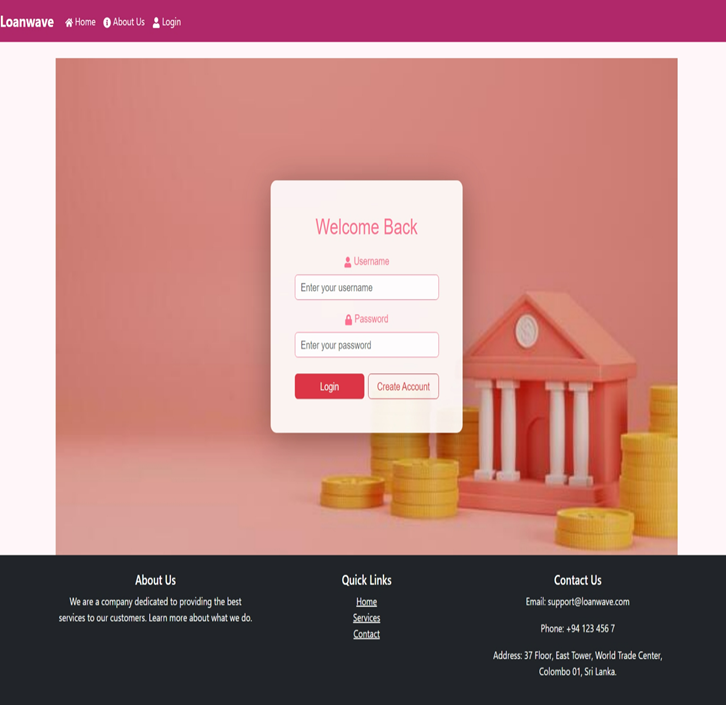 Loanwave Home About Us Login
Welcome Back
Username
Enter your username
Password
Enter your password
Login Create Account
About Us
We are a company dedicated to providing the best
services to our customers. Learn more about what we do.
Quick Links
Home
Services
Contact
Contact Us
Email: support@loanwave.com
Phone: +94 123 456 7
Address: 37 Floor, East Tower, World Trade Center,
Colombo 01, Sri Lanka.